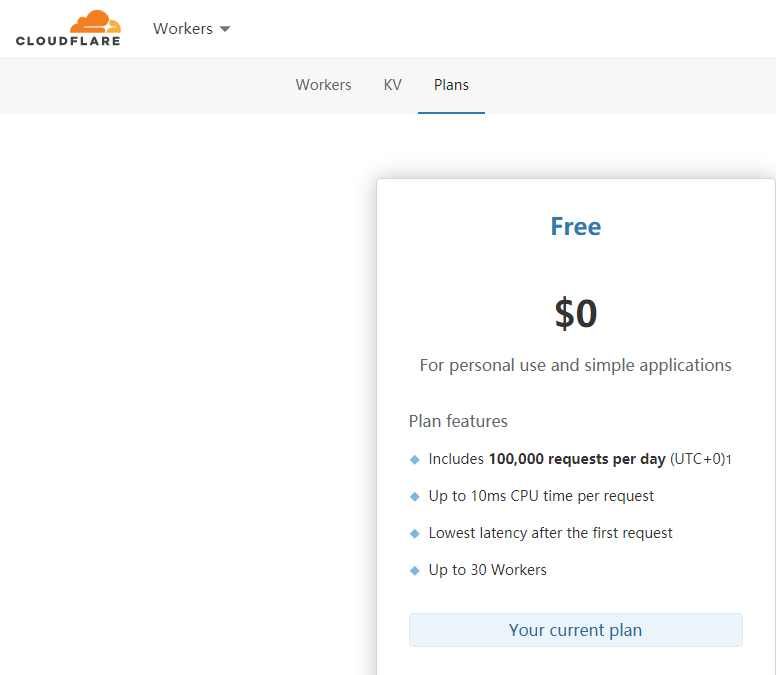 CLOUDFLARE
Workers
Workers KV Plans
Free
$0
For personal use and simple applications
Plan features
Includes 100,000 requests per day (UTC+0)1
Up to 10ms CPU time per request
Lowest latency after the first request
Up to 30 Workers
Your current plan